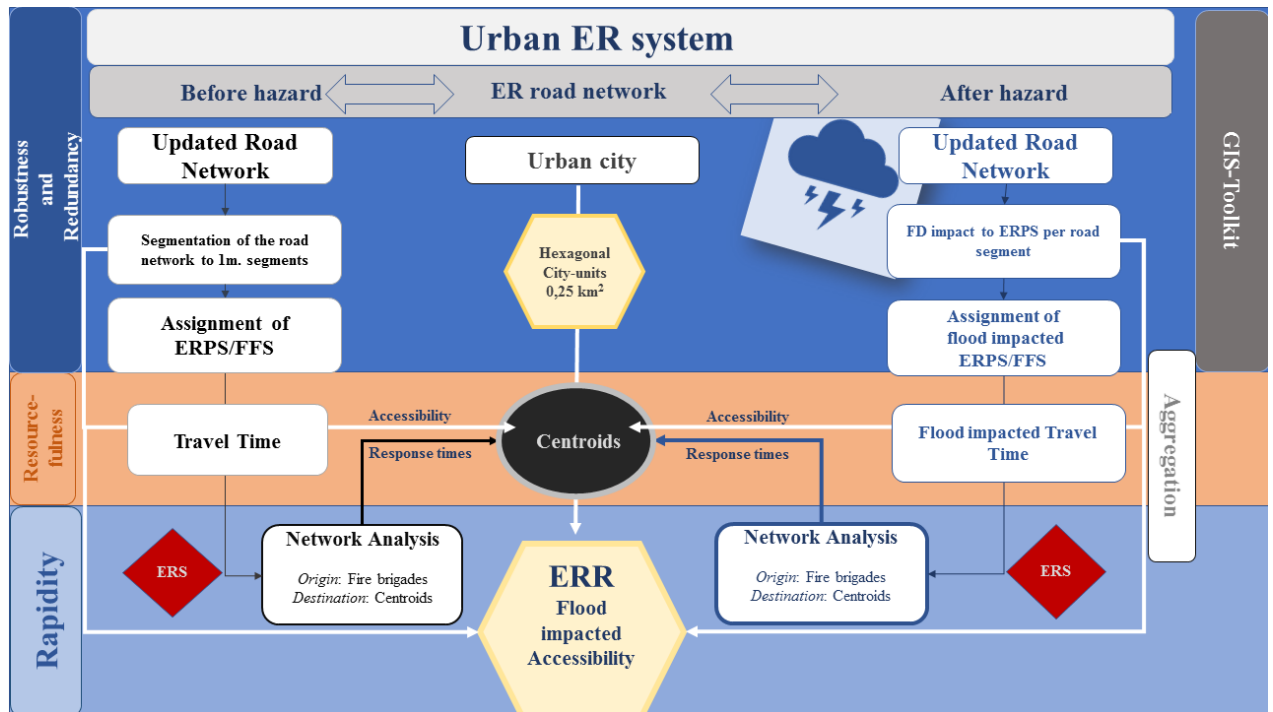 Urban ER system
Before hazard
ER road network
After hazard
Robustness
and
Redundancy
GIS-Toolkit
Updated Road
Network
Urban city
Updated Road
Network
Segmentation of the road
network to 1m. segments
Hexagonal
City-units
0,25 km²
FD impact to ERPS per road
segment
Assignment of
ERPS/FFS
Assignment of
flood impacted
ERPS/FFS
Resource-
fulness
Travel Time
Accessibility
Response times
Centroids
Accessibility
Response times
Flood impacted Travel
Time
Aggregation
Rapidity
ERS
Network Analysis
Origin: Fire brigades
Destination: Centroids
ERR
Flood
impacted
Accessibility
Network Analysis
Origin: Fire brigades
Destination: Centroids
ERS